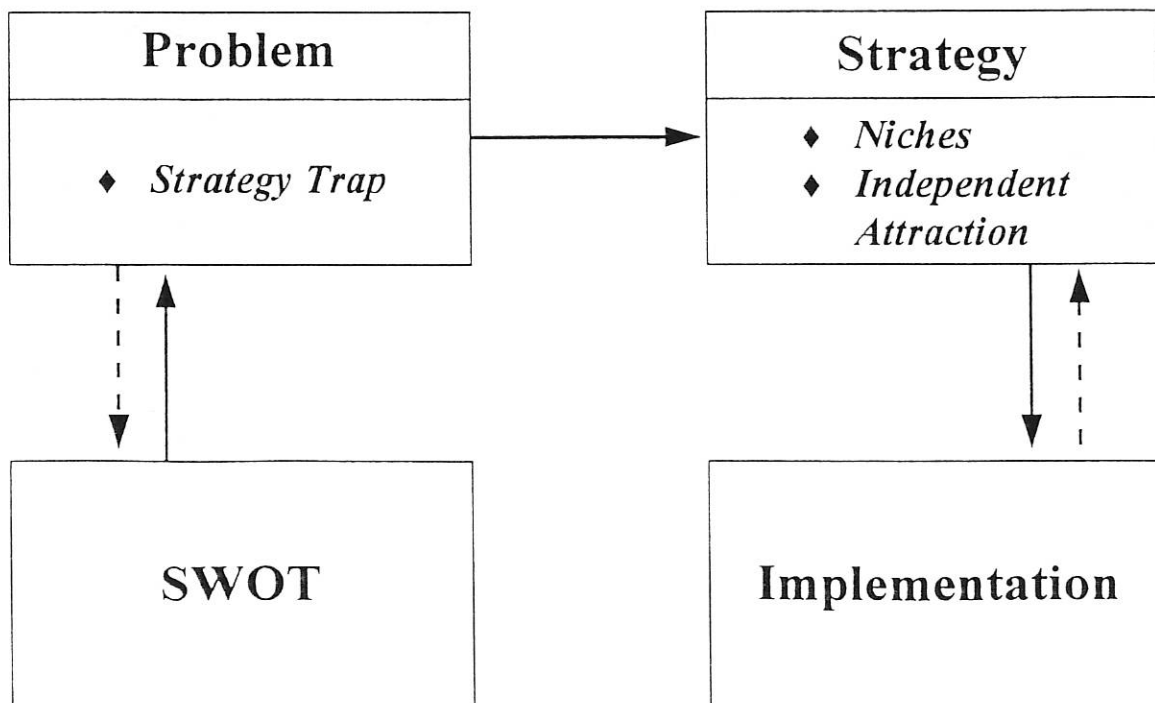 Problem
♦ Strategy Trap
Strategy
♦ Niches
♦ Independent
Attraction
SWOT
Implementation